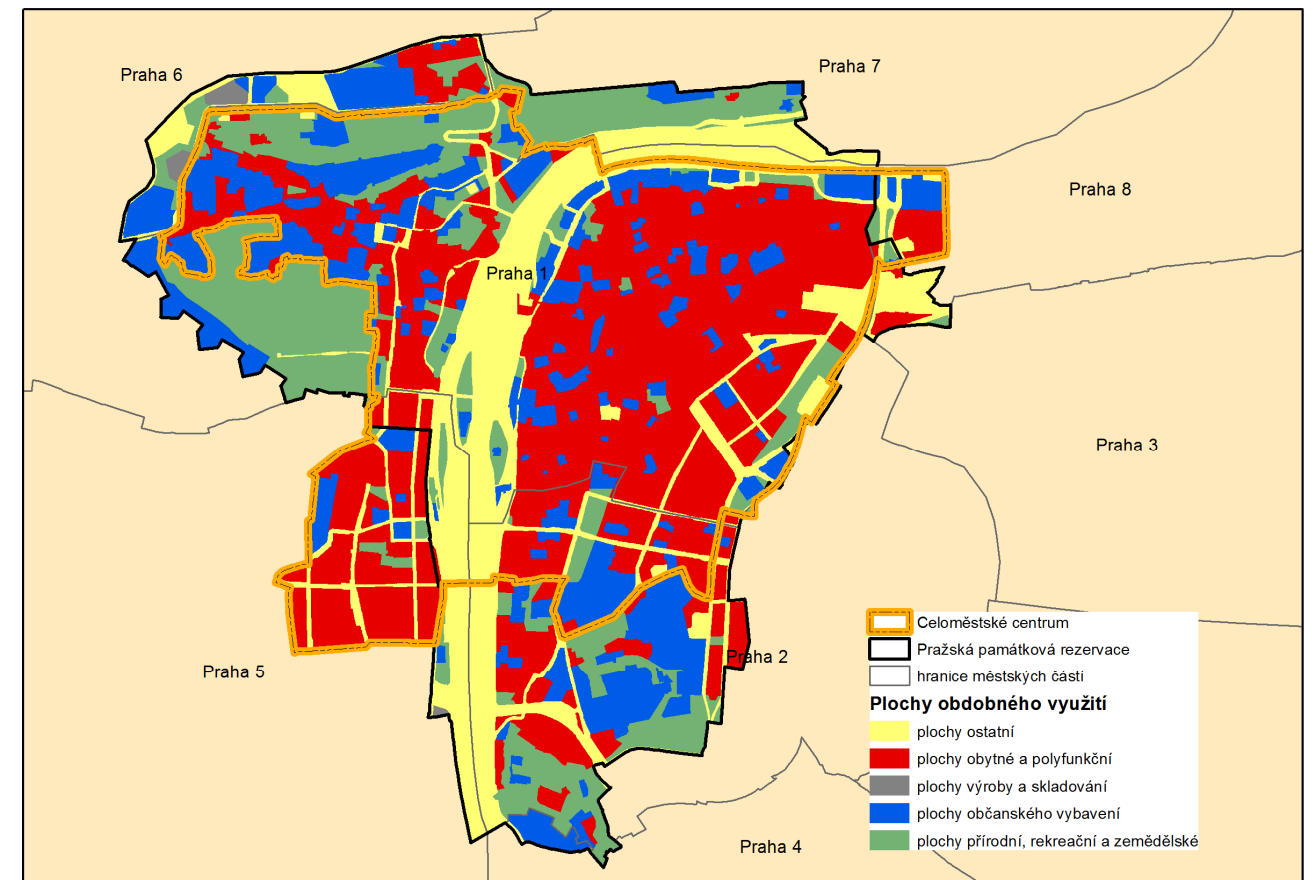 Praha 6
Praha 7
Praha 8
Praha 1
Praha 3
Praha 5
Praha 2
Praha 4
Celoměstské centrum
Pražská památková rezervace
hranice městských částí
Plochy obdobného využití
plochy ostatní
plochy obytné a polyfunkční
plochy výroby a skladování
plochy občanského vybavení
plochy přírodní, rekreační a zemědělské